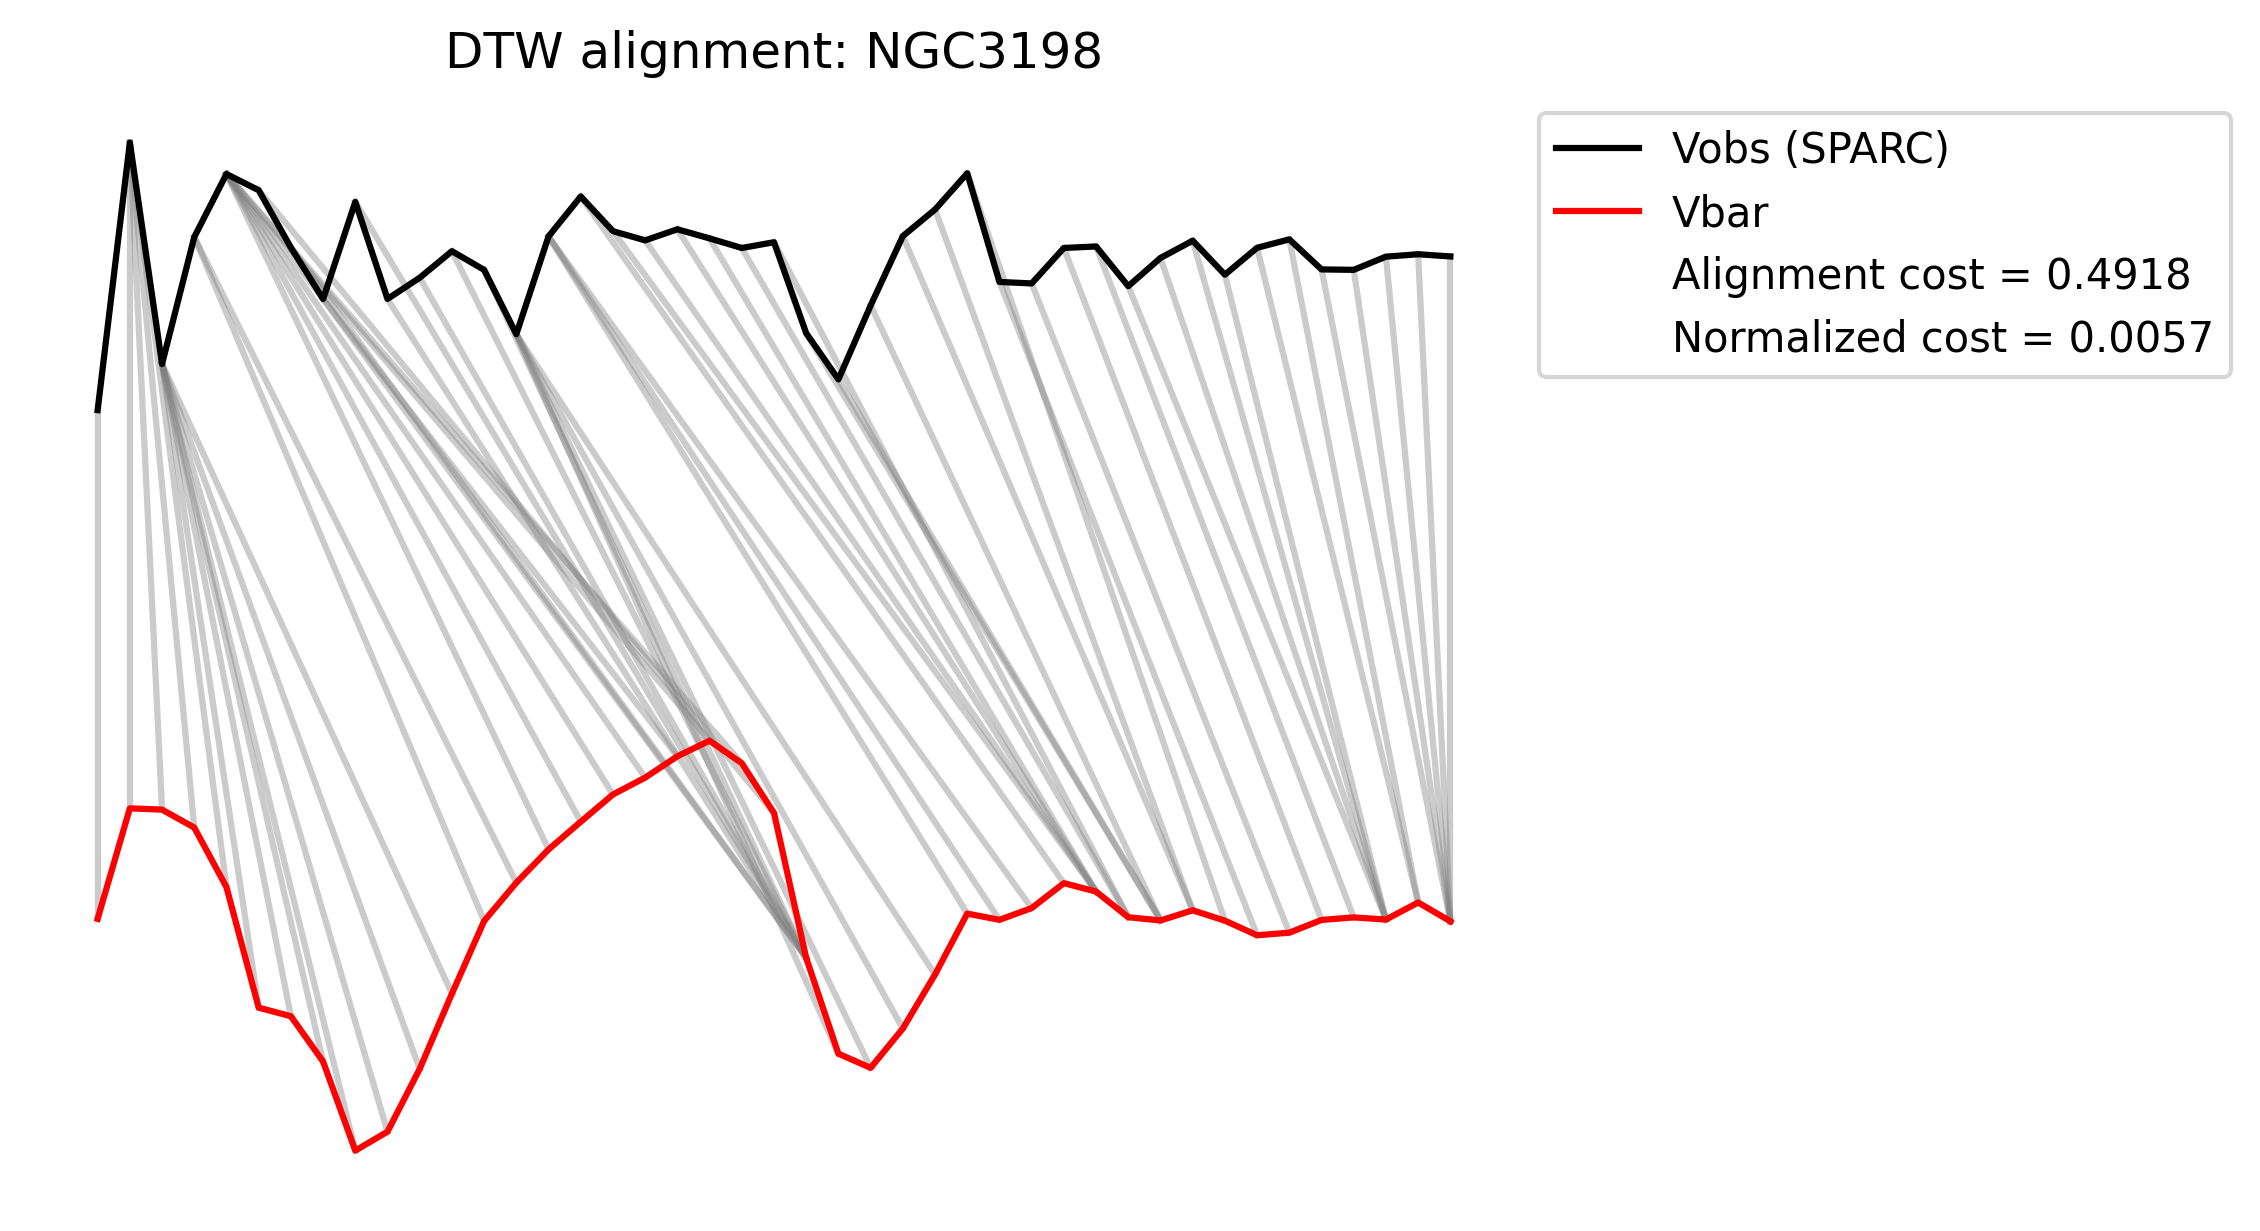 DTW alignment: NGC3198
Vobs (SPARC)
Vbar
Alignment cost = 0.4918
Normalized cost = 0.0057